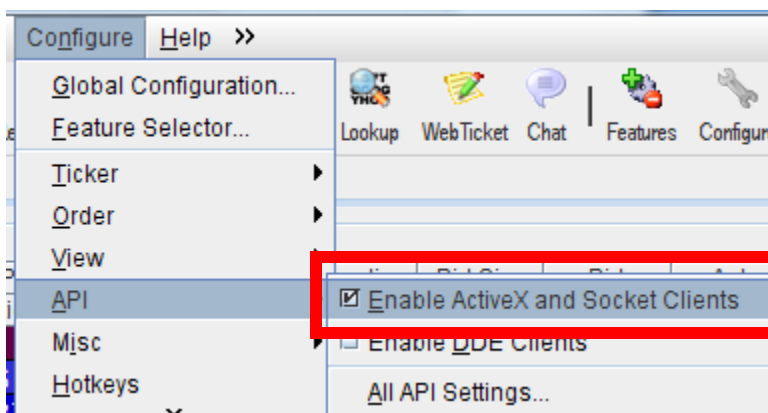 Configure Help »
Global Configuration...
Feature Selector...
Lookup WebTicket Chat Features Configur
Ticker
Order
View
API
Enable ActiveX and Socket Clients
Misc
Enable DDE Clients
Hotkeys
All API Settings...